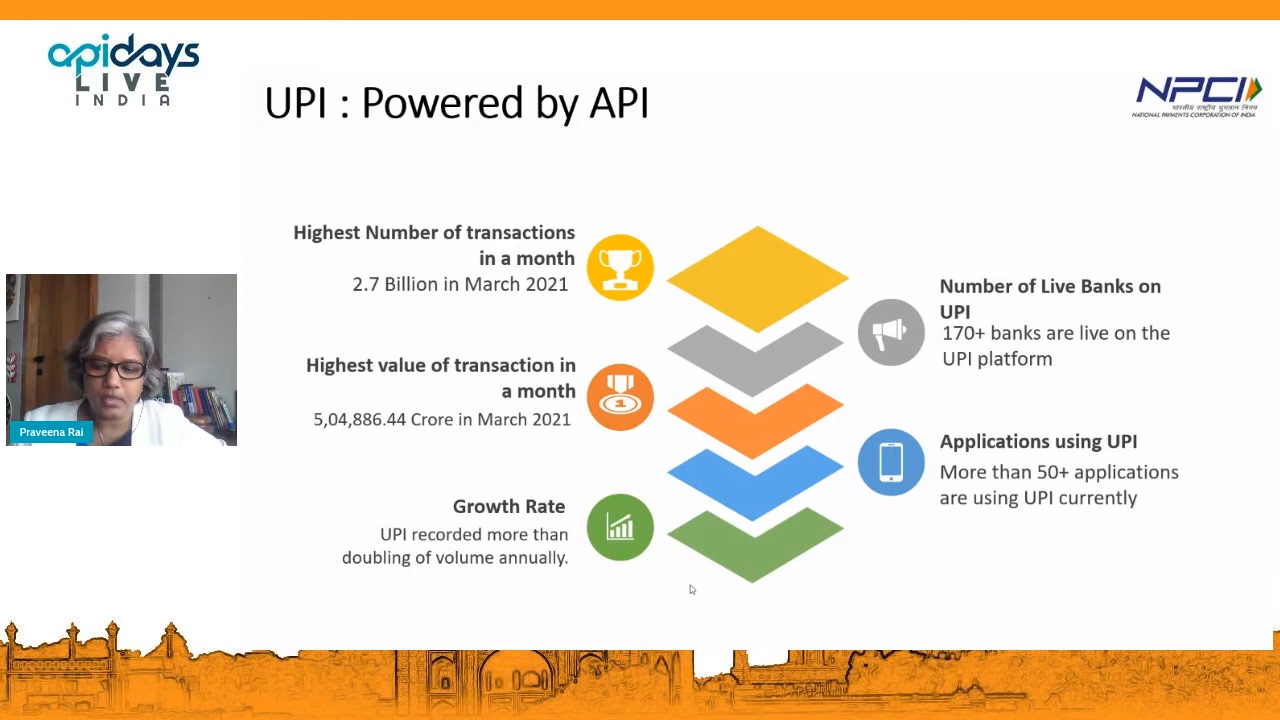 apidays
LIVE
INDIA
UPI : Powered by API
NPCI
भारतीय राष्ट्रीय भुगतान निगम
NATIONAL PAYMENTS CORPORATION OF INDIA
Highest Number of transactions
in a month
2.7 Billion in March 2021
Highest value of transaction in
a month
5,04,886.44 Crore in March 2021
Growth Rate
UPI recorded more than
doubling of volume annually.
1
Number of Live Banks on
UPI
170+ banks are live on the
UPI platform
Applications using UPI
More than 50+ applications
are using UPI currently
Praveena Rai